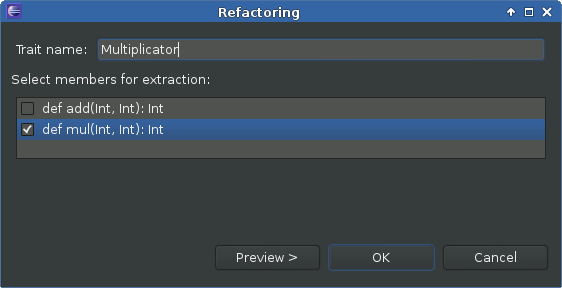 Refactoring
Trait name: Multiplicator
Select members for extraction:
def add(Int, Int): Int
def mul(Int, Int): Int
Preview > OK Cancel